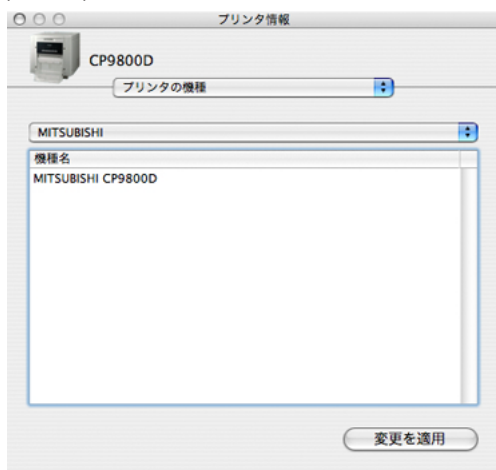 プリンタ情報
CP9800D
プリンタの機種
MITSUBISHI
機種名
MITSUBISHI CP9800D
変更を適用